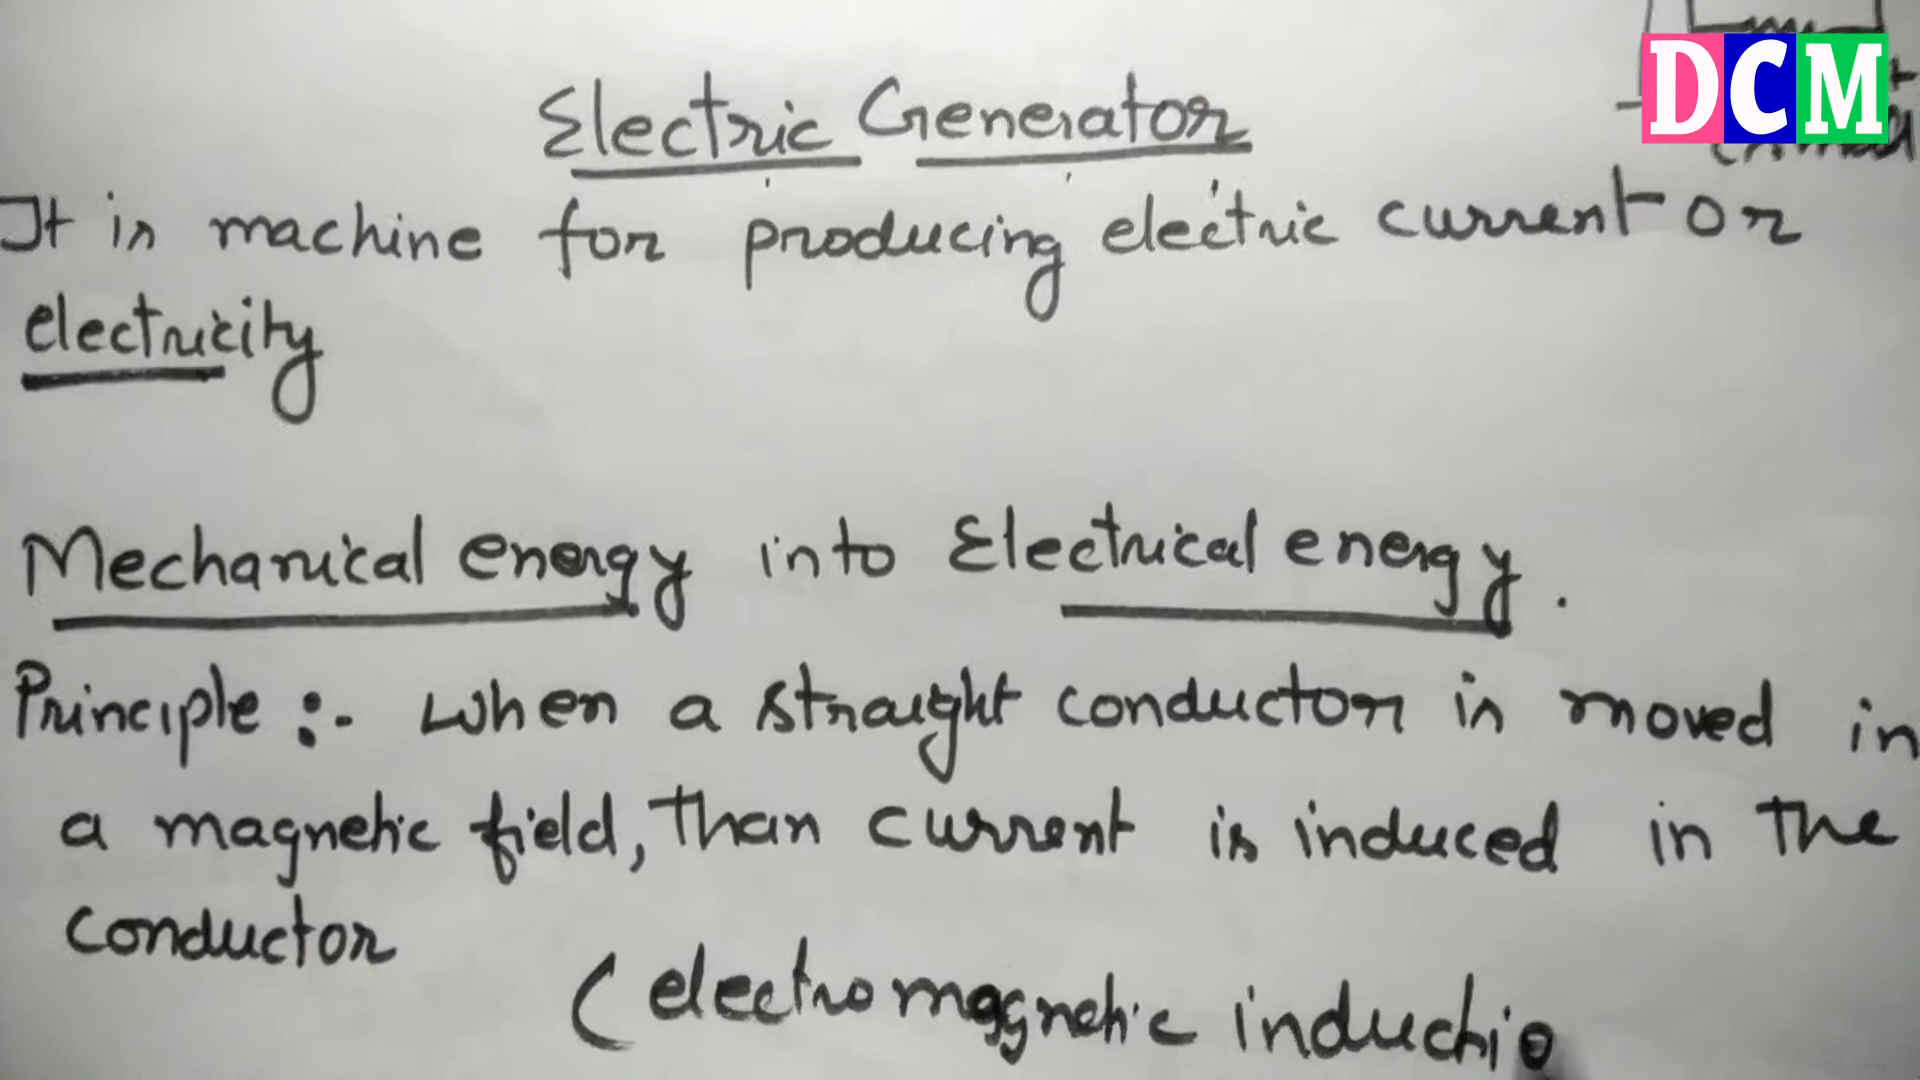 DCM
Electric Generator
It is machine for producing electric current or
electricity
Mechanical energy into Electrical energy.
Principle :- When a straight conductor is moved in
a magnetic field, than current is induced in the
conductor
(electromagnetic inductio